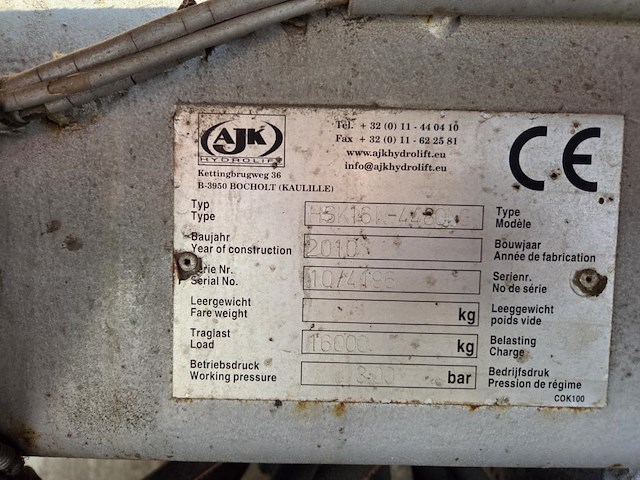 AJK
HYDROLIFT
Kettingbrugweg 36
B-3950 BOCHOLT (KAULILLE)
Tel. + 32 (0) 11 - 44 04 10
Fax + 32 (0) 11 - 62 25 81
www.ajkhydrolift.eu
info@ajkhydrolift.eu
CE
Typ
Type
Type
Modèle
Baujahr
Year of construction
2010
Bouwjaar
Année de fabrication
Serie Nr.
Serial No.
Serienr.
No de série
Leergewicht
Fare weight
kg
Leeggewicht
poids vide
Traglast
Load
16000
kg
Belasting
Charge
Betriebsdruck
Working pressure
300
bar
Bedrijfsdruk
Pression de régime
COK100